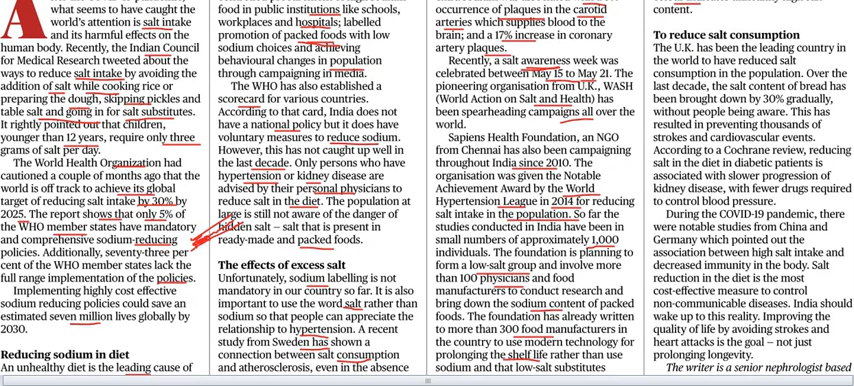 what seems to have caught the
A
world's attention is salt intake
and its harmful effects on the
human body. Recently, the Indian Council
for Medical Research tweeted about the
ways to reduce salt intake by avoiding the
addition of salt while cooking rice or
preparing the dough, skipping pickles and
table salt and going in for salt substitutes.
It rightly pointed out that children,
younger than 12 years, require only three
grams of salt per day.
The World Health Organization had
cautioned a couple of months ago that the
world is off track to achieve its global
target of reducing salt intake by 30% by
2025. The report shows that only 5% of
the WHO member states have mandatory
and comprehensive sodium-reducing
policies. Additionally, seventy-three per
cent of the WHO member states lack the
full range implementation of the policies.
Implementing highly cost effective
sodium reducing policies could save an
estimated seven million lives globally by
2030.
Reducing sodium in diet
An unhealthy diet is the leading cause of
food in public institutions like schools,
workplaces and hospitals; labelled
promotion of packed foods with low
sodium choices and achieving
behavioural changes in population
through campaigning in media.
The WHO has also established a
scorecard for various countries.
According to that card, India does not
have a national policy but it does have
voluntary measures to reduce sodium.
However, this has not caught up well in
the last decade. Only persons who have
hypertension or kidney disease are
advised by their personal physicians to
reduce salt in the diet. The population at
large is still not aware of the danger of
hidden salt – salt that is present in
ready-made and packed foods.
The effects of excess salt
Unfortunately, sodium labelling is not
mandatory in our country so far. It is also
important to use the word salt rather than
sodium so that people can appreciate the
relationship to hypertension. A recent
study from Sweden has shown a
connection between salt consumption
and atherosclerosis, even in the absence
occurrence of plaques in the carotid
arteries which supplies blood to the
brain; and a 17% increase in coronary
artery plaques.
Recently, a salt awareness week was
celebrated between May 15 to May 21. The
pioneering organisation from U.K., WASH
(World Action on Salt and Health) has
been spearheading campaigns all over the
world.
Sapiens Health Foundation, an NGO
from Chennai has also been campaigning
throughout India since 2010. The
organisation was given the Notable
Achievement Award by the World
Hypertension League in 2014 for reducing
salt intake in the population. So far the
studies conducted in India have been in
small numbers of approximately 1,000
individuals. The foundation is planning to
form a low-salt group and involve more
than 100 physicians and food
manufacturers to conduct research and
bring down the sodium content of packed
foods. The foundation has already written
to more than 300 food manufacturers in
the country to use modern technology for
prolonging the shelf life rather than use
sodium and that low-salt substitutes
content.
To reduce salt consumption
The U.K. has been the leading country in
the world to have reduced salt
consumption in the population. Over the
last decade, the salt content of bread has
been brought down by 30% gradually,
without people being aware. This has
resulted in preventing thousands of
strokes and cardiovascular events.
According to a Cochrane review, reducing
salt in the diet in diabetic patients is
associated with slower progression of
kidney disease, with fewer drugs required
to control blood pressure.
During the COVID-19 pandemic, there
were notable studies from China and
Germany which pointed out the
association between high salt intake and
decreased immunity in the body. Salt
reduction in the diet is the most
cost-effective measure to control
non-communicable diseases. India should
wake up to this reality. Improving the
quality of life by avoiding strokes and
heart attacks is the goal – not just
prolonging longevity.
The writer is a senior nephrologist based